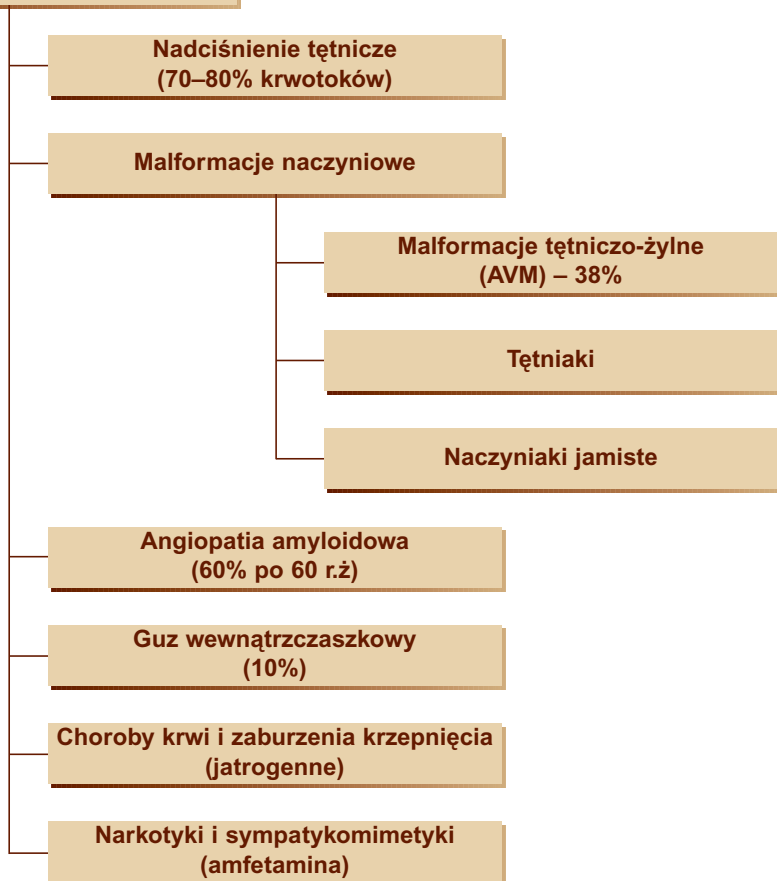 Nadciśnienie tętnicze
(70–80% krwotoków)
Malformacje naczyniowe
Malformacje tętniczo-żylne
(AVM) – 38%
Tętniaki
Naczyniaki jamiste
Angiopatia amyloidowa
(60% po 60 r.ż)
Guz wewnątrzczaszkowy
(10%)
Choroby krwi i zaburzenia krzepnięcia
(jatrogenne)
Narkotyki i sympatykomimetyki
(amfetamina)